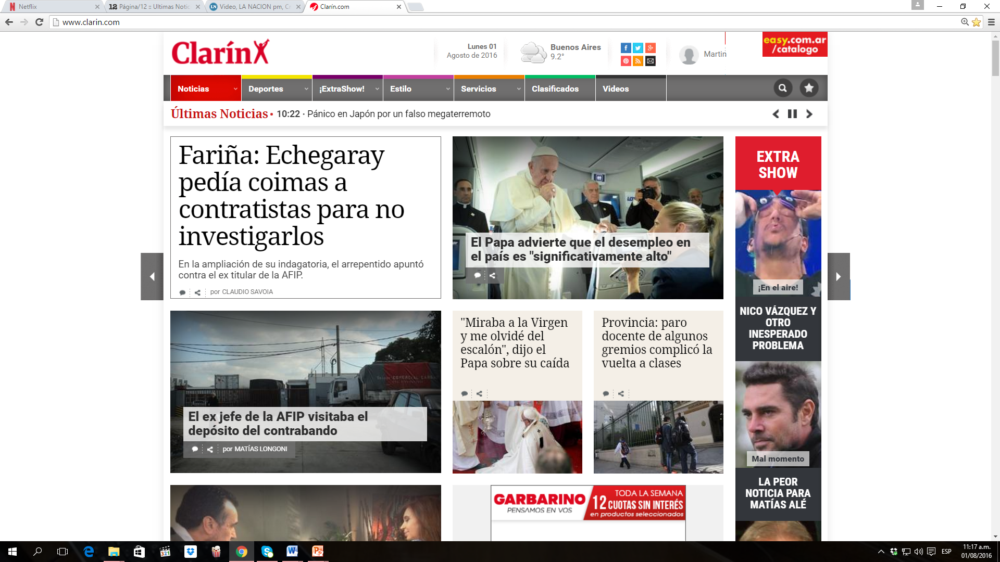 Netflix
Página/12 :: Ultimas Notic
Video, LA NACION pm, Cr
Clarín.com
www.clarin.com
Clarín
Lunes 01
Agosto de 2016
Buenos Aires
9.2°
Martin
easy.com.ar
/catalogo
Noticias
Deportes
¡ExtraShow!
Estilo
Servicios
Clasificados
Videos
Últimas Noticias • 10:22 · Pánico en Japón por un falso megaterremoto
Fariña: Echegaray
pedía coimas a
contratistas para no
investigarlos
En la ampliación de su indagatoria, el arrepentido apuntó
contra el ex titular de la AFIP.
por CLAUDIO SAVOIA
El Papa advierte que el desempleo en
el país es "significativamente alto"
El ex jefe de la AFIP visitaba el
depósito del contrabando
por MATÍAS LONGONI
"Miraba a la Virgen
y me olvidé del
escalón", dijo el
Papa sobre su caída
Provincia: paro
docente de algunos
gremios complicó la
vuelta a clases
GARBARINO
PENSAMOS EN VOS
TODA LA SEMANA
12 CUOTAS SIN INTERÉS
en productos seleccionados
EXTRA
SHOW
¡En el aire!
NICO VÁZQUEZ Y
OTRO
INESPERADO
PROBLEMA
Mal momento
LA PEOR
NOTICIA PARA
MATÍAS ALÉ
ESP
11:17 a.m.
01/08/2016